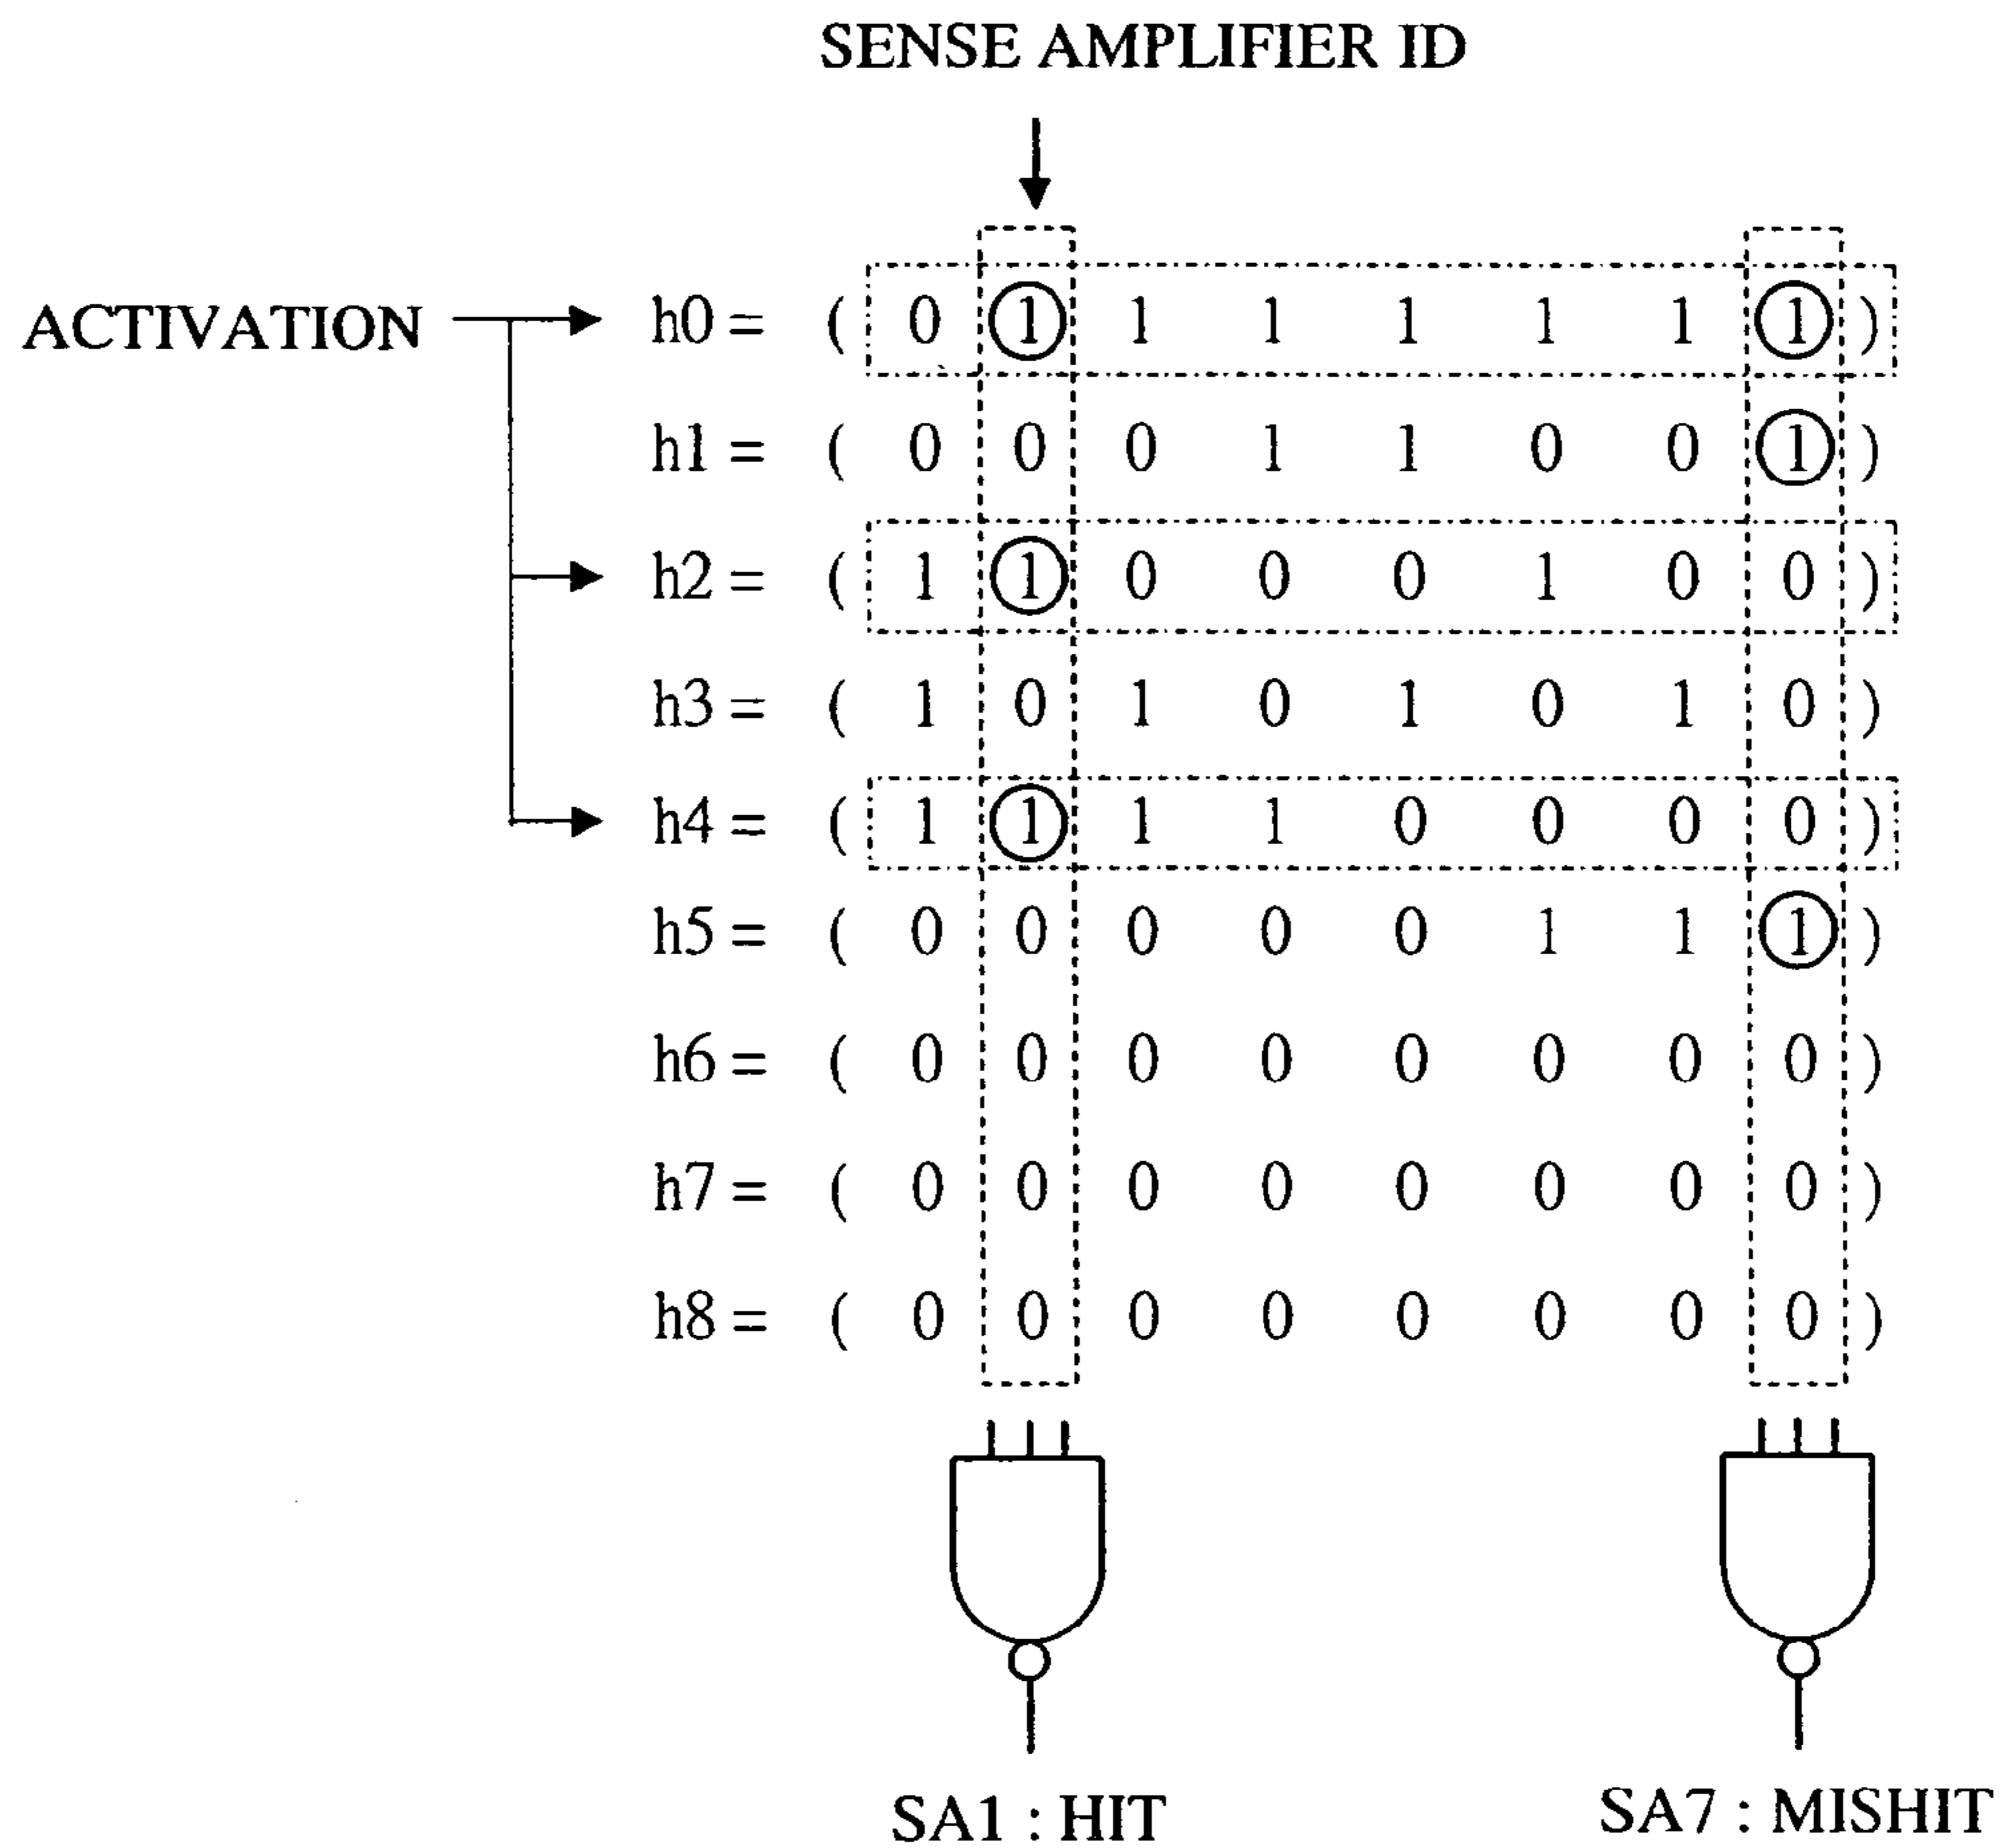 SENSE AMPLIFIER ID
ACTIVATION
h0 = ( 0 1 1 1 1 1 1 1 )
h1 = ( 0 0 0 1 1 0 0 1 )
h2 = ( 1 1 0 0 0 1 0 0 )
h3 = ( 1 0 1 0 1 0 1 0 )
h4 = ( 1 1 1 1 0 0 0 0 )
h5 = ( 0 0 0 0 0 1 1 1 )
h6 = ( 0 0 0 0 0 0 0 0 )
h7 = ( 0 0 0 0 0 0 0 0 )
h8 = ( 0 0 0 0 0 0 0 0 )
SA1 : HIT
SA7 : MISHIT